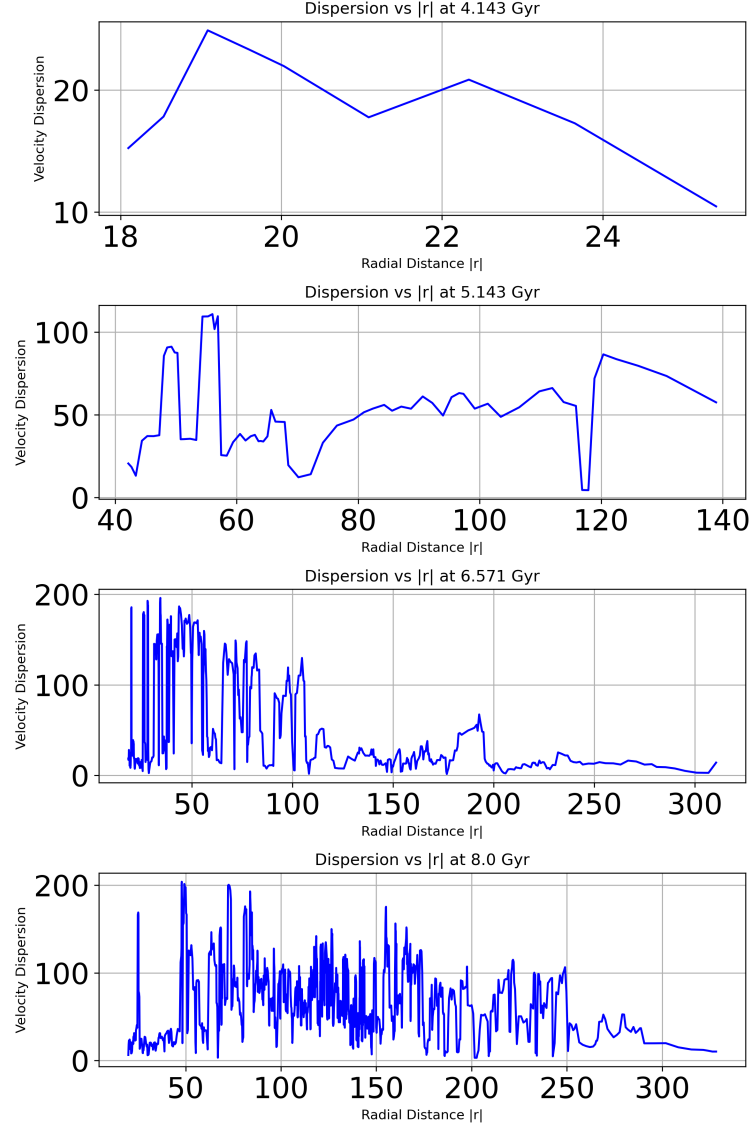 Dispersion vs |r| at 4.143 Gyr
Velocity Dispersion
20
10
18 20 22 24
Radial Distance |r|
Dispersion vs |r| at 5.143 Gyr
Velocity Dispersion
100
50
0
40 60 80 100 120 140
Radial Distance |r|
Dispersion vs |r| at 6.571 Gyr
Velocity Dispersion
200
100
0
50 100 150 200 250 300
Radial Distance |r|
Dispersion vs |r| at 8.0 Gyr
Velocity Dispersion
200
100
0
50 100 150 200 250 300
Radial Distance |r|